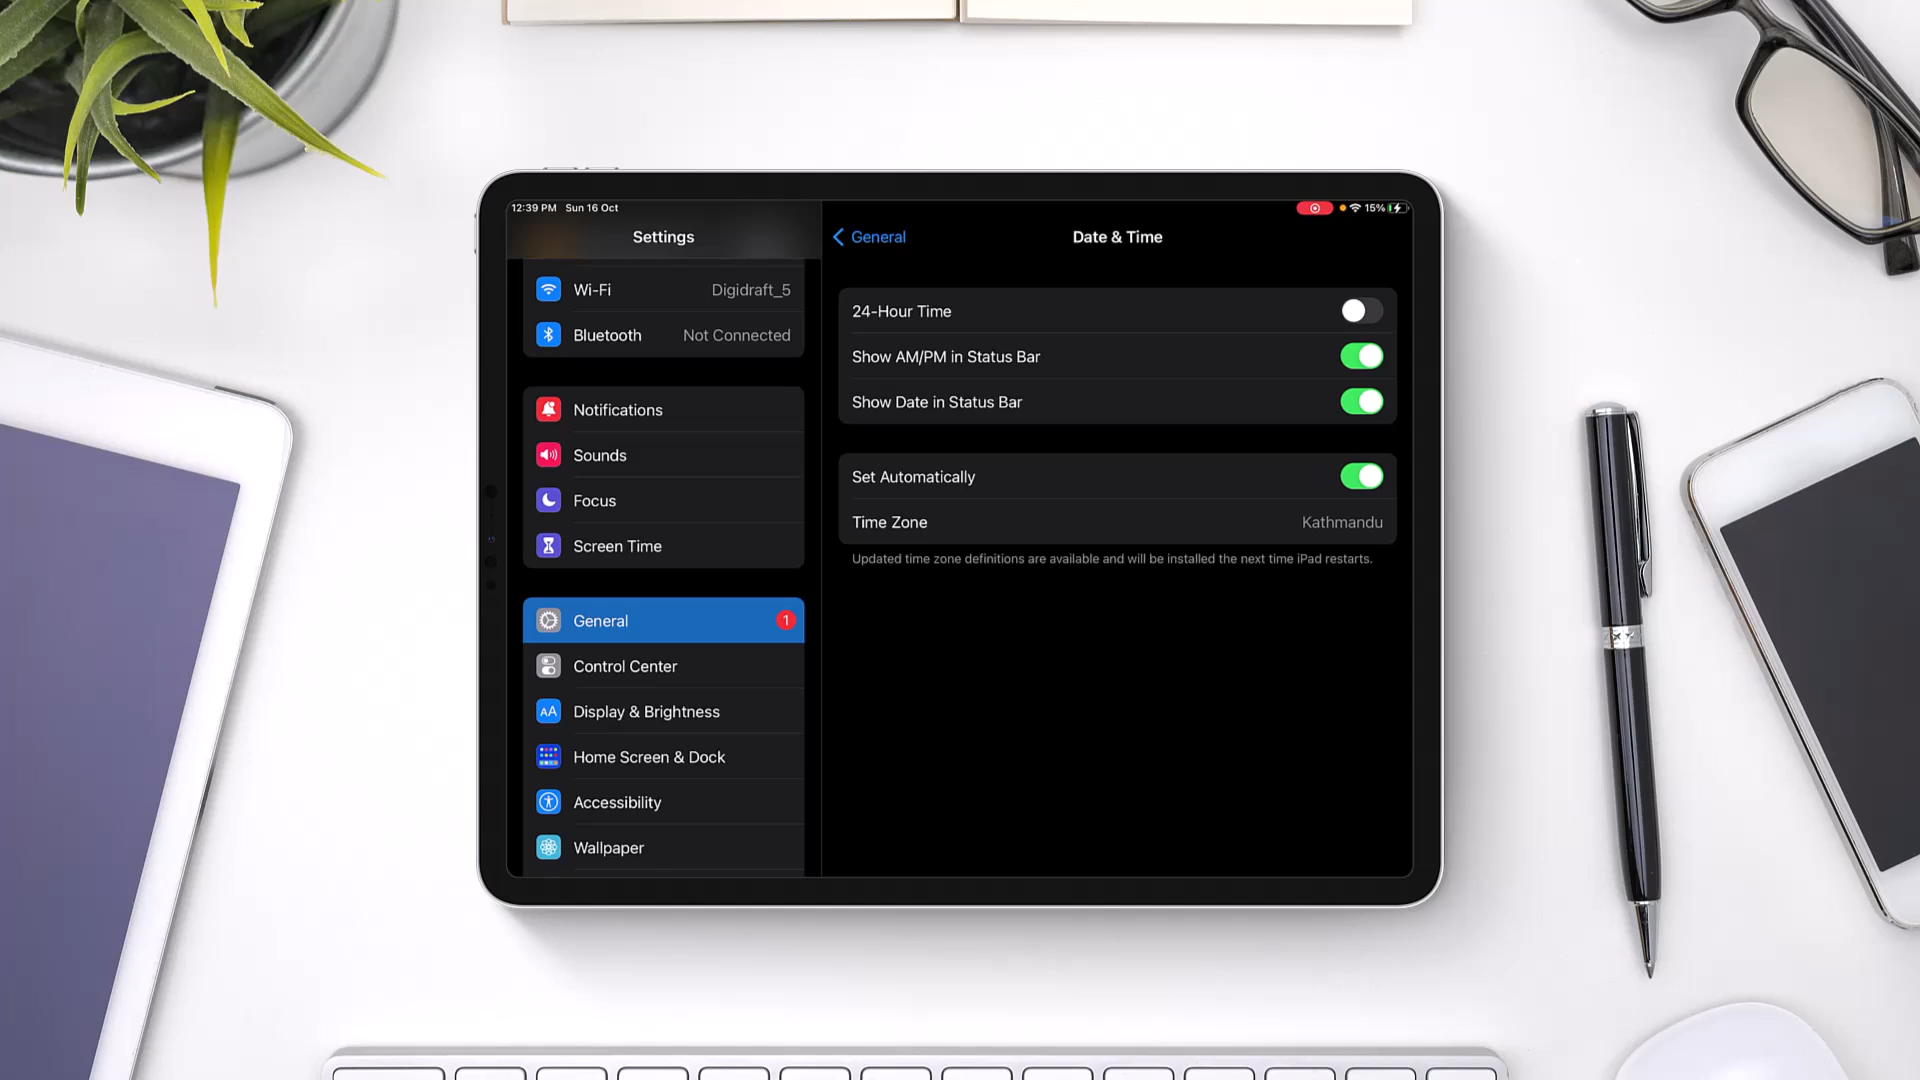 12:39 PM Sun 16 Oct
15%
Settings
General
Date & Time
Wi-Fi
Digidraft_5
Bluetooth
Not Connected
Notifications
Sounds
Focus
Screen Time
General
1
Control Center
AA
Display & Brightness
Home Screen & Dock
Accessibility
Wallpaper
24-Hour Time
Show AM/PM in Status Bar
Show Date in Status Bar
Set Automatically
Time Zone
Kathmandu
Updated time zone definitions are available and will be installed the next time iPad restarts.